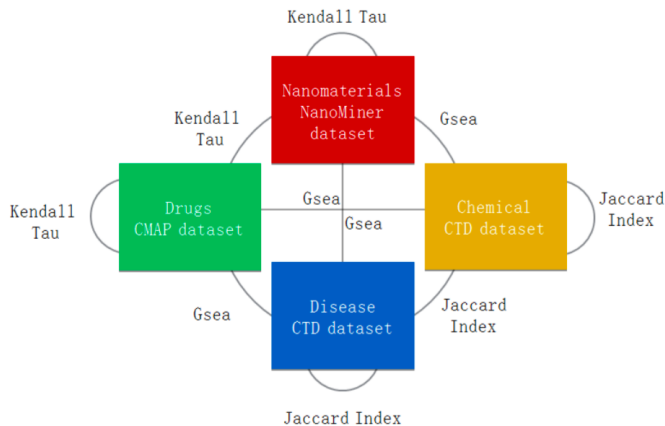 Kendall Tau
Nanomaterials
NanoMiner
dataset
Kendall
Tau
Gsea
Kendall
Tau
Drugs
CMAP dataset
Gsea
Gsea
Chemical
CTD dataset
Jaccard
Index
Gsea
Disease
CTD dataset
Jaccard
Index
Jaccard Index